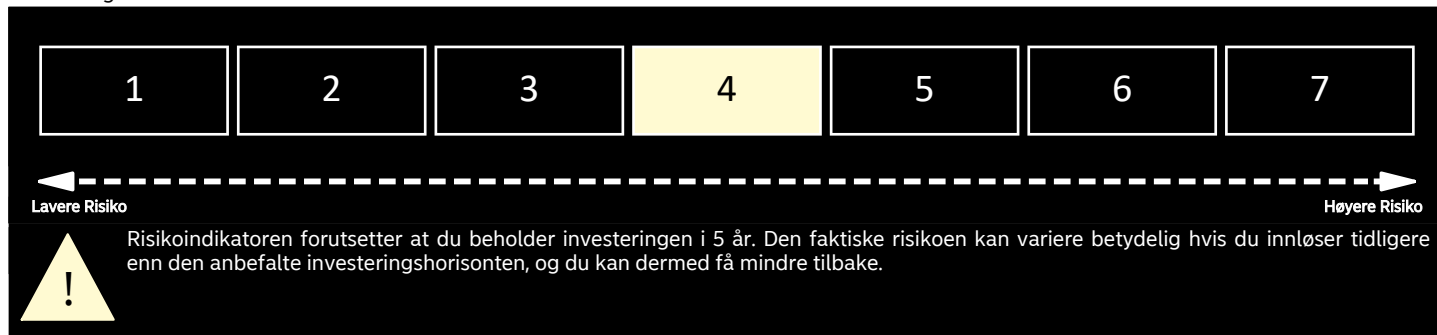 1 2 3 4 5 6 7
Lavere Risiko Høyere Risiko
Risikoindikatoren forutsetter at du beholder investeringen i 5 år. Den faktiske risikoen kan variere betydelig hvis du innløser tidligere
enn den anbefalte investeringshorisonten, og du kan dermed få mindre tilbake.
!